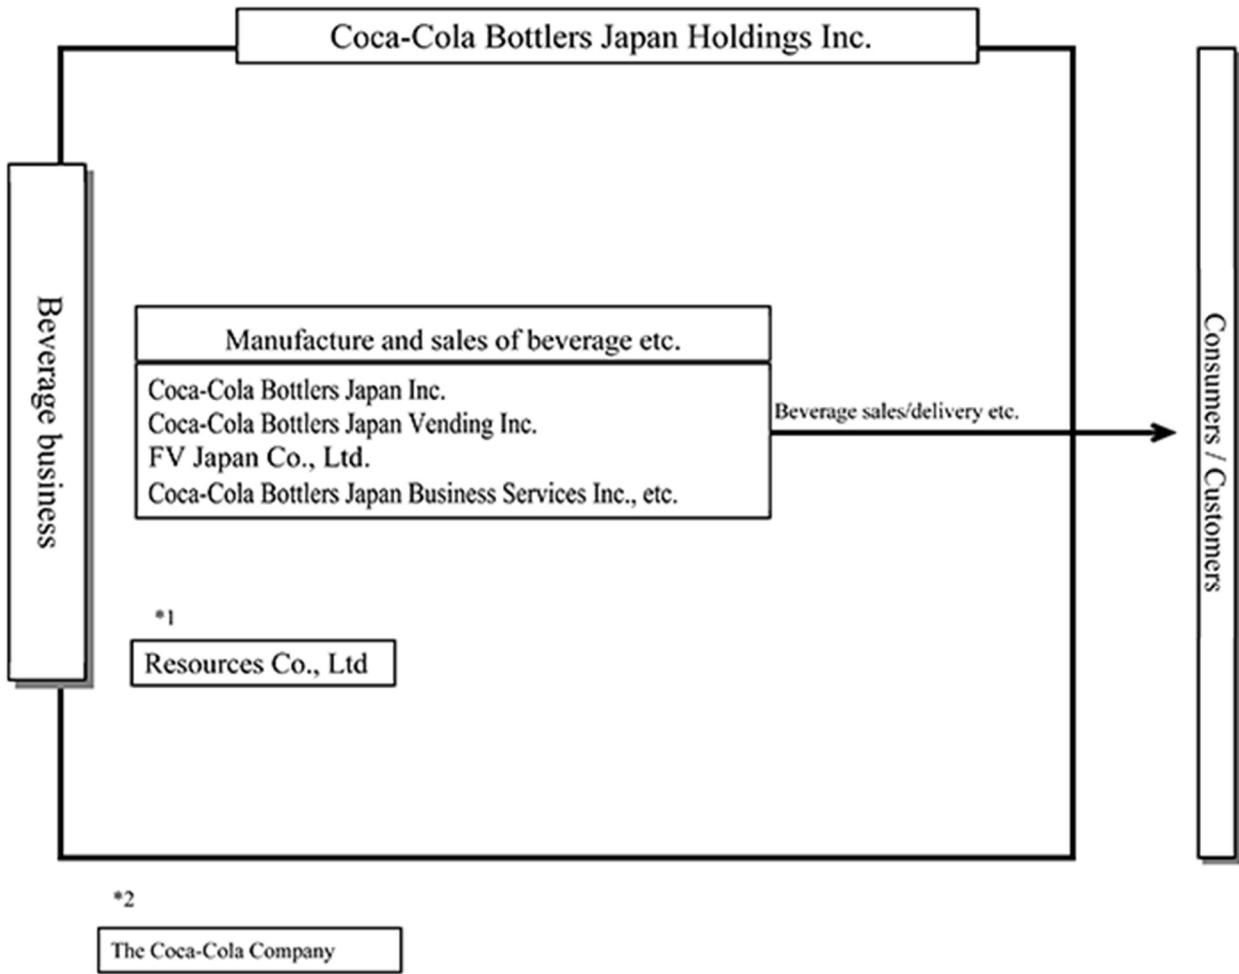 Coca-Cola Bottlers Japan Holdings Inc.
Beverage business
Manufacture and sales of beverage etc.
Coca-Cola Bottlers Japan Inc.
Coca-Cola Bottlers Japan Vending Inc.
FV Japan Co., Ltd.
Coca-Cola Bottlers Japan Business Services Inc., etc.
Beverage sales/delivery etc.
Consumers / Customers
*1
Resources Co., Ltd
*2
The Coca-Cola Company